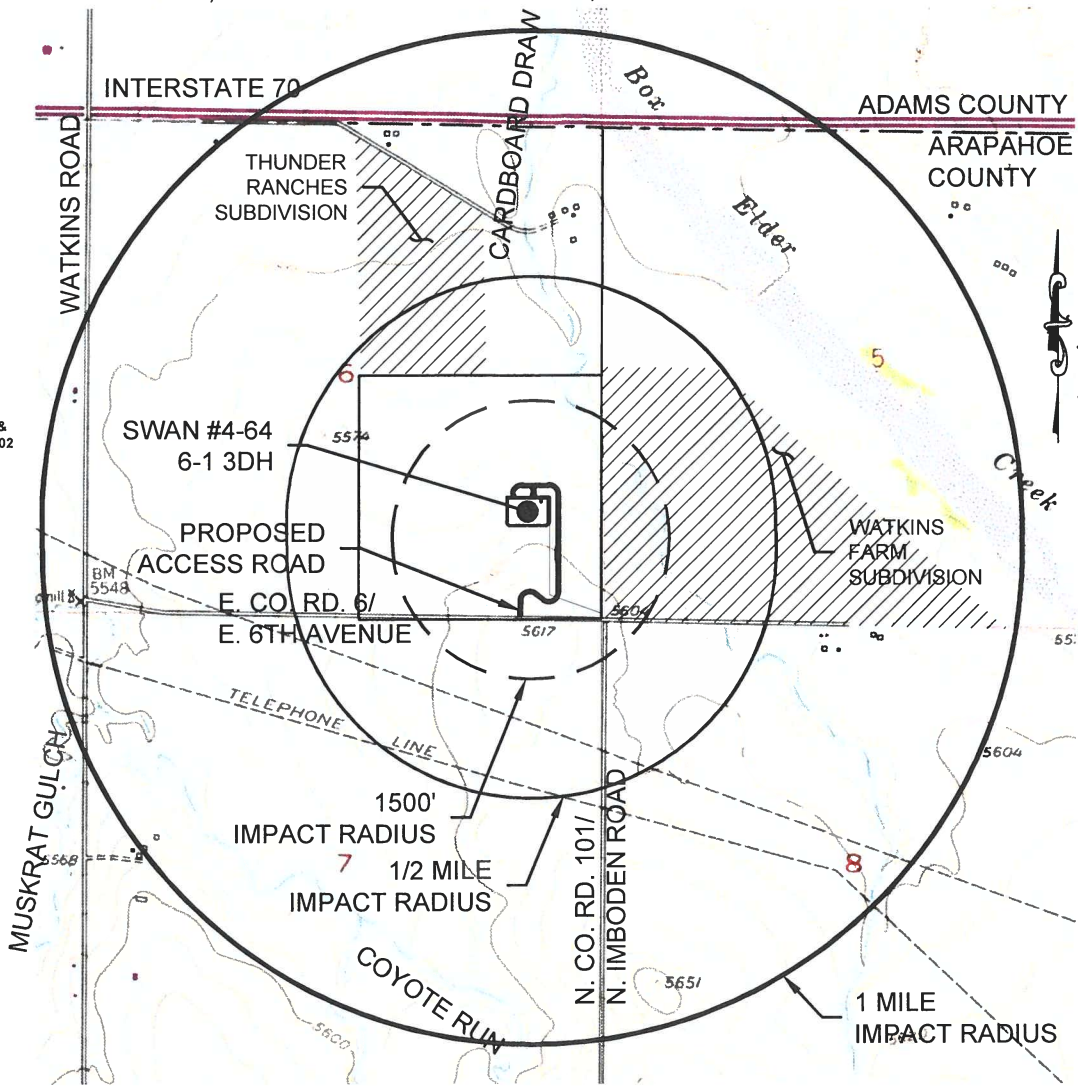 INTERSTATE 70
CARDBOARD DRAW
Box
ADAMS COUNTY
ARAPAHOE
COUNTY
WATKINS ROAD
THUNDER
RANCHES
SUBDIVISION
Elder
5
6
&
02
SWAN #4-64
6-1 3DH
5574
Creek
PROPOSED
ACCESS ROAD
WATKINS
FARM
SUBDIVISION
BM
5548
E. CO. RD. 6/
E. 6TH AVENUE
5604
5617
TELEPHONE
LINE
5604
MUSKRAT GULCH
1500'
IMPACT RADIUS
5568
7
1/2 MILE
IMPACT RADIUS
8
N. CO. RD. 101/
N. IMBODEN ROAD
COYOTE RUN
5651
1 MILE
IMPACT RADIUS
5600